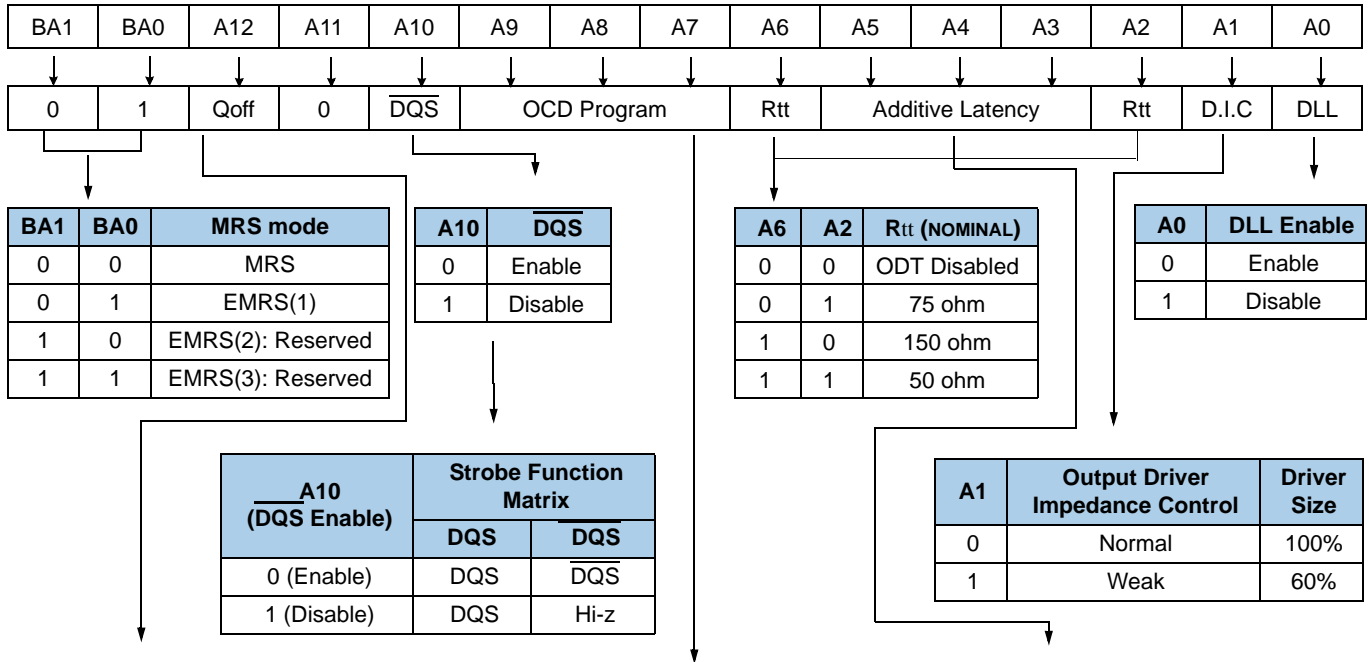 BA1 BA0 A12 A11 A10 A9 A8 A7 A6 A5 A4 A3 A2 A1 A0
0 1 Qoff 0 D̅Q̅S̅ OCD Program Rtt Additive Latency Rtt D.I.C DLL
BA1 BA0 MRS mode
0 0 MRS
0 1 EMRS(1)
1 0 EMRS(2): Reserved
1 1 EMRS(3): Reserved
A10 D̅Q̅S̅
0 Enable
1 Disable
A6 A2 Rtt (NOMINAL)
0 0 ODT Disabled
0 1 75 ohm
1 0 150 ohm
1 1 50 ohm
A0 DLL Enable
0 Enable
1 Disable
A10
(D̅Q̅S̅ Enable)
Strobe Function
Matrix
DQS D̅Q̅S̅
0 (Enable) DQS D̅Q̅S̅
1 (Disable) DQS Hi-z
A1
Output Driver
Impedance Control
Driver
Size
0 Normal 100%
1 Weak 60%